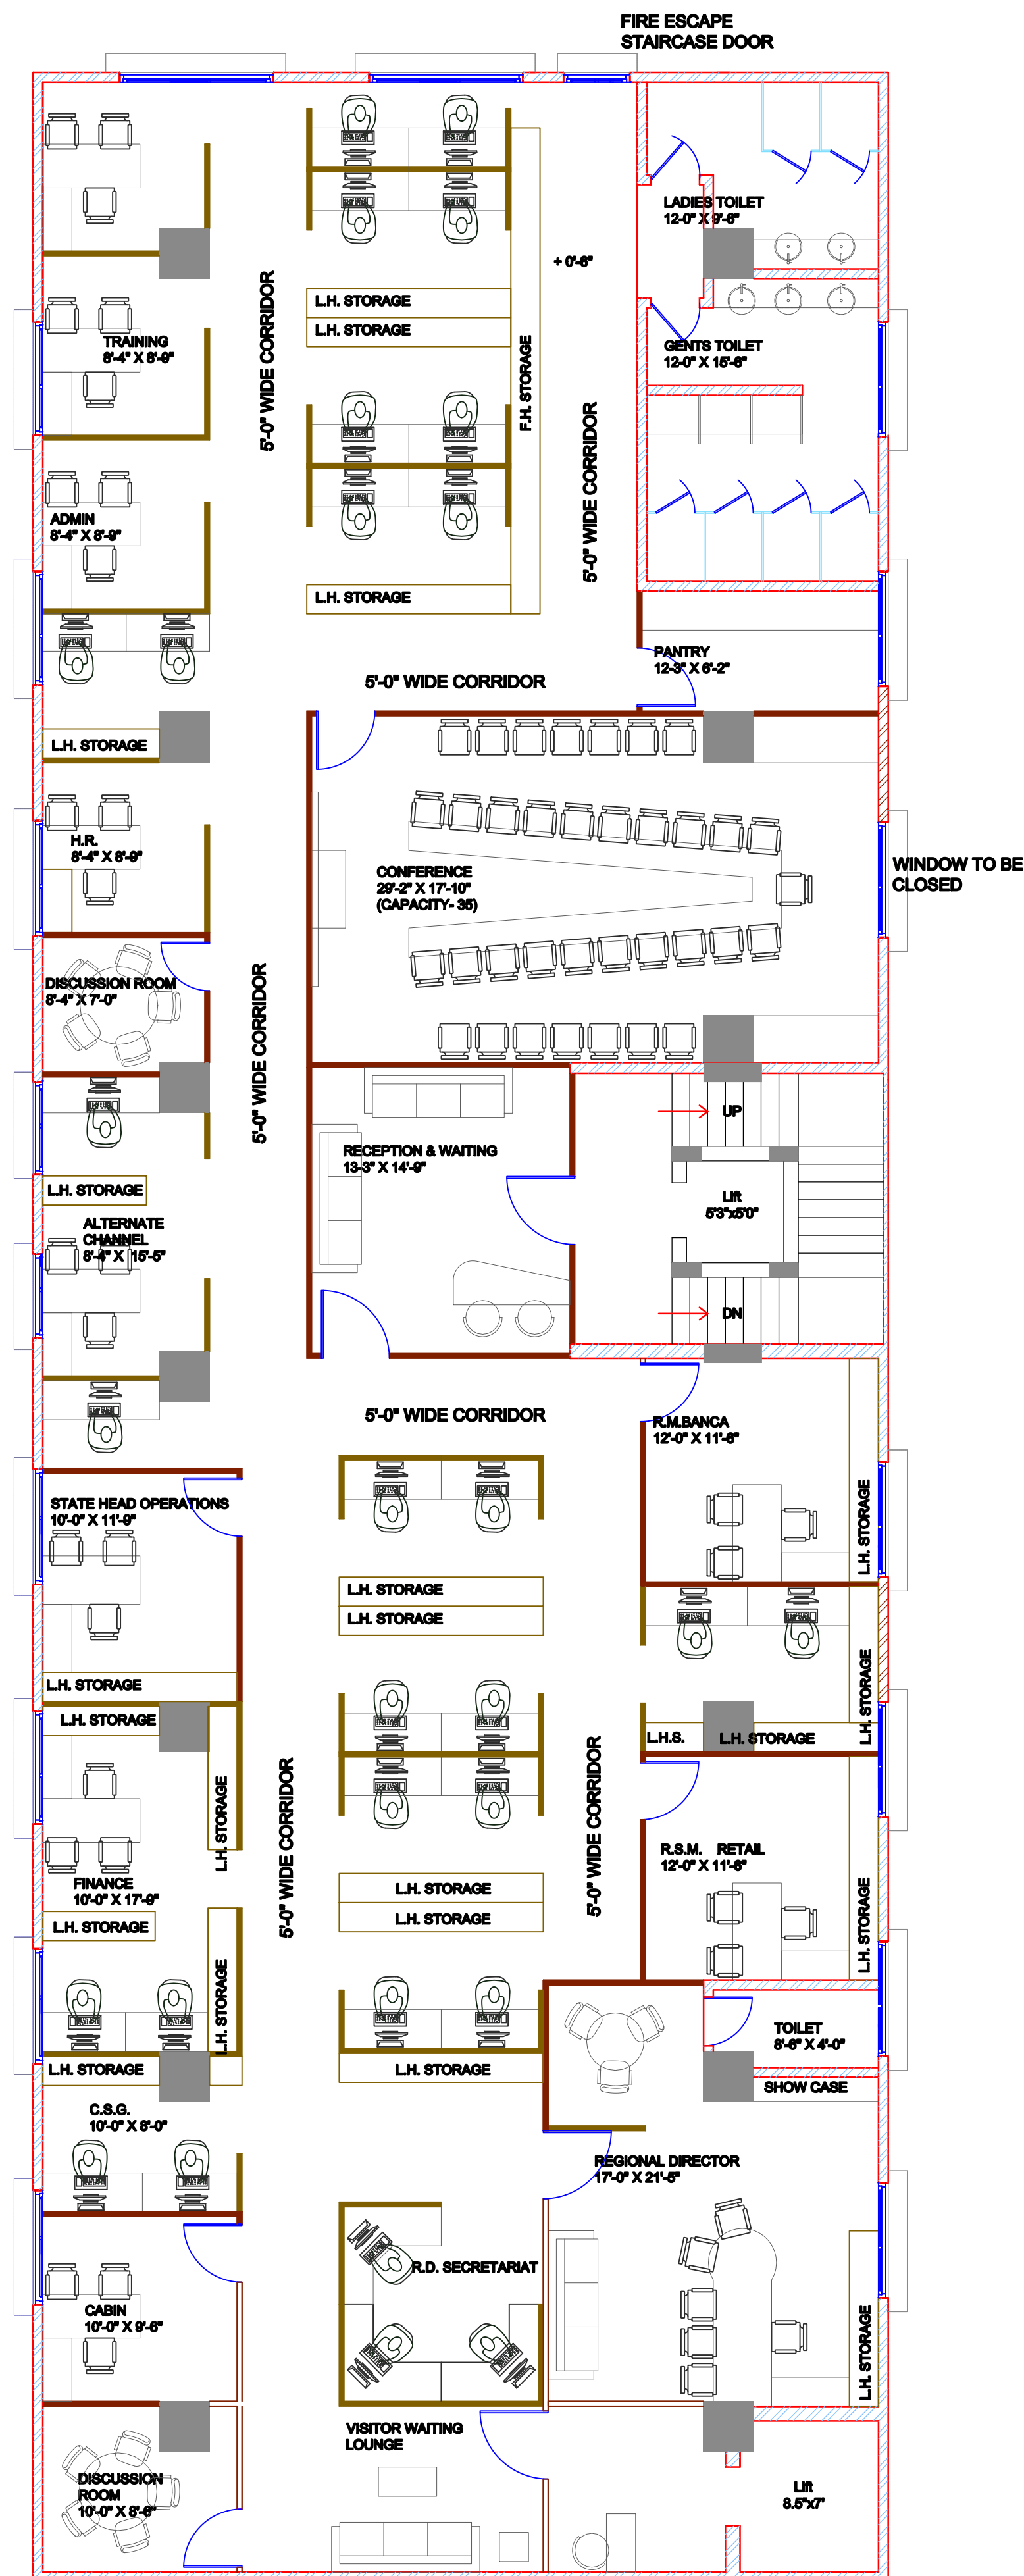 FIRE ESCAPE
STAIRCASE DOOR
LADIES TOILET
12-0" X 9'-6"
+ 0'-6"
5'-0" WIDE CORRIDOR
L.H. STORAGE
L.H. STORAGE
TRAINING
8'-4" X 8'-9"
F.H. STORAGE
GENTS TOILET
12-0" X 15'-6"
5'-0" WIDE CORRIDOR
ADMIN
8'-4" X 8'-9"
L.H. STORAGE
PANTRY
12-3" X 6'-2"
5'-0" WIDE CORRIDOR
L.H. STORAGE
H.R.
8'-4" X 8'-9"
CONFERENCE
29'-2" X 17'-10"
(CAPACITY- 35)
WINDOW TO BE
CLOSED
DISCUSSION ROOM
8'-4" X 7'-0"
5'-0" WIDE CORRIDOR
UP
RECEPTION & WAITING
13-3" X 14'-9"
L.H. STORAGE
Lift
5'3"x5'0"
ALTERNATE
CHANNEL
8'-4" X 15'-5"
DN
5'-0" WIDE CORRIDOR
R.M.BANCA
12'-0" X 11'-6"
STATE HEAD OPERATIONS
10'-0" X 11'-9"
L.H. STORAGE
L.H. STORAGE
L.H. STORAGE
L.H. STORAGE
L.H. STORAGE
L.H. STORAGE
L.H.S.
L.H. STORAGE
L.H. STORAGE
5'-0" WIDE CORRIDOR
5'-0" WIDE CORRIDOR
R.S.M. RETAIL
12'-0" X 11'-6"
FINANCE
10'-0" X 17'-9"
L.H. STORAGE
L.H. STORAGE
L.H. STORAGE
L.H. STORAGE
L.H. STORAGE
TOILET
8'-6" X 4'-0"
L.H. STORAGE
L.H. STORAGE
SHOW CASE
C.S.G.
10'-0" X 8'-0"
REGIONAL DIRECTOR
17'-0" X 21'-5"
R.D. SECRETARIAT
CABIN
10'-0" X 9'-6"
L.H. STORAGE
VISITOR WAITING
LOUNGE
DISCUSSION
ROOM
10'-0" X 8'-6"
Lift
8.5"x7'